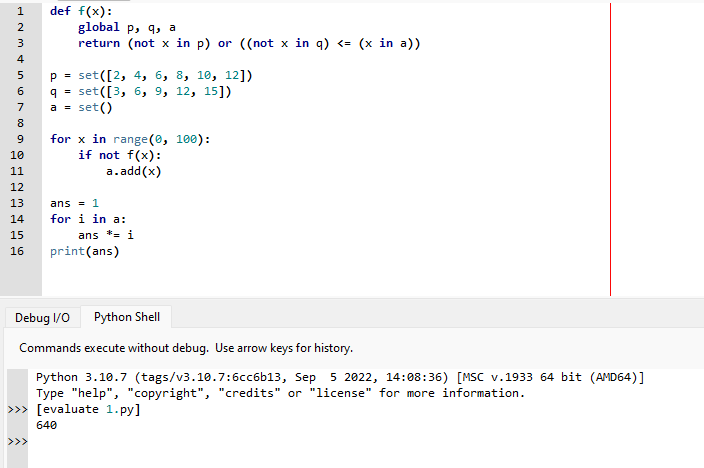 1 def f(x):
2     global p, q, a
3     return (not x in p) or ((not x in q) <= (x in a))
4
5 p = set([2, 4, 6, 8, 10, 12])
6 q = set([3, 6, 9, 12, 15])
7 a = set()
8
9 for x in range(0, 100):
10     if not f(x):
11         a.add(x)
12
13 ans = 1
14 for i in a:
15     ans *= i
16 print(ans)
Debug I/O Python Shell
Commands execute without debug. Use arrow keys for history.
Python 3.10.7 (tags/v3.10.7:6cc6b13, Sep  5 2022, 14:08:36) [MSC v.1933 64 bit (AMD64)]
Type "help", "copyright", "credits" or "license" for more information.
>>> [evaluate 1.py]
640
>>>